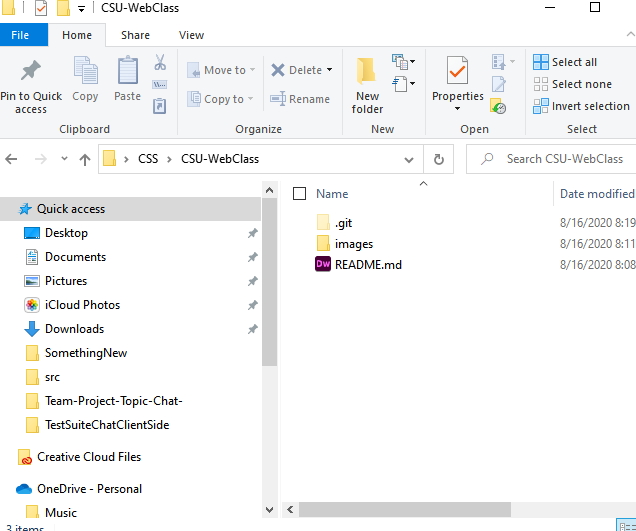 CSU-WebClass
File Home Share View
Pin to Quick access
Copy
Paste
Move to
Copy to
Delete
Rename
New folder
Properties
Select all
Select none
Invert selection
Clipboard Organize New Open Select
CSS > CSU-WebClass
Search CSU-WebClass
Name Date modified
Quick access
Desktop
Documents
Pictures
iCloud Photos
Downloads
SomethingNew
src
Team-Project-Topic-Chat-
TestSuiteChatClientSide
Creative Cloud Files
OneDrive - Personal
Music
.git 8/16/2020 8:19
images 8/16/2020 8:11
Dw README.md 8/16/2020 8:08
3 items